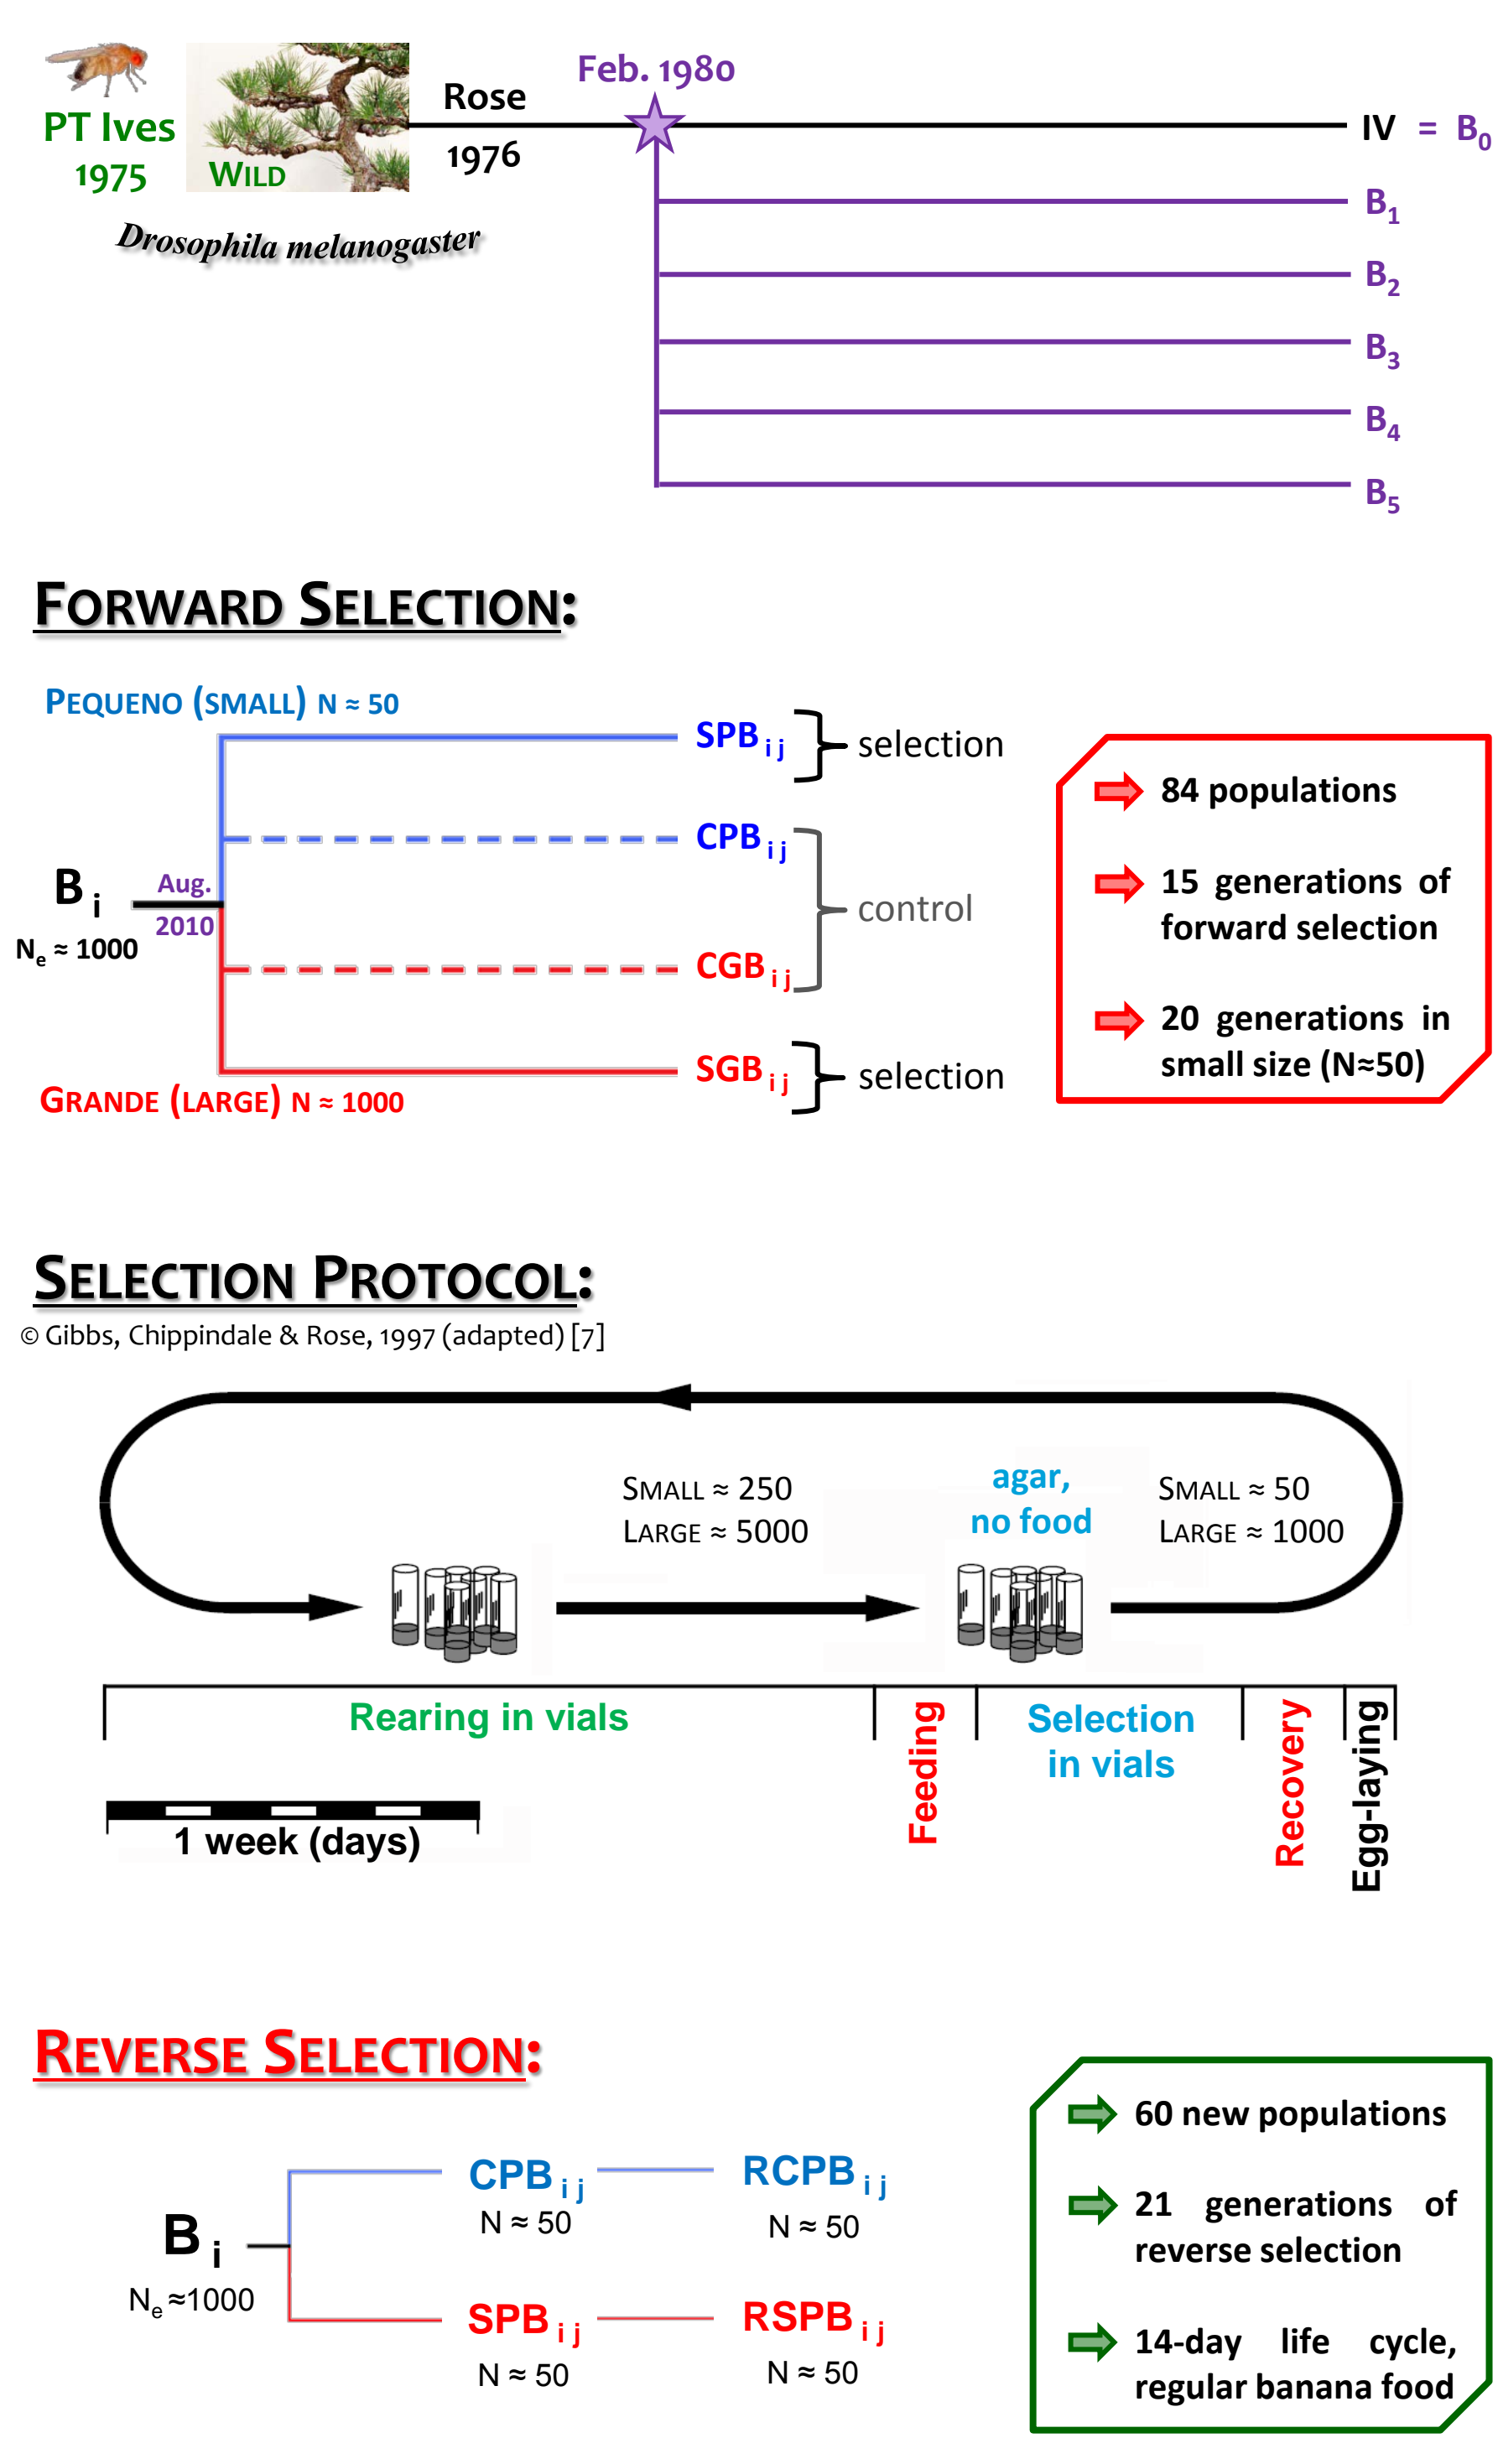 Feb. 1980
PT Ives
1975
WILD
Rose
1976
IV = B0
Drosophila melanogaster
B1
B2
B3
B4
B5
FORWARD SELECTION:
PEQUENO (SMALL) N ≈ 50
SPB i j
selection
CPB i j
B i
Aug.
2010
Ne ≈ 1000
control
CGB i j
SGB i j
selection
GRANDE (LARGE) N ≈ 1000
84 populations
15 generations of
forward selection
20 generations in
small size (N≈50)
SELECTION PROTOCOL:
© Gibbs, Chippindale & Rose, 1997 (adapted) [7]
SMALL ≈ 250
LARGE ≈ 5000
agar,
no food
SMALL ≈ 50
LARGE ≈ 1000
Rearing in vials
Feeding
Selection
in vials
Recovery
Egg-laying
1 week (days)
REVERSE SELECTION:
B i
Ne ≈1000
CPB i j
N ≈ 50
RCPB i j
N ≈ 50
SPB i j
N ≈ 50
RSPB i j
N ≈ 50
60 new populations
21 generations of
reverse selection
14-day life cycle,
regular banana food